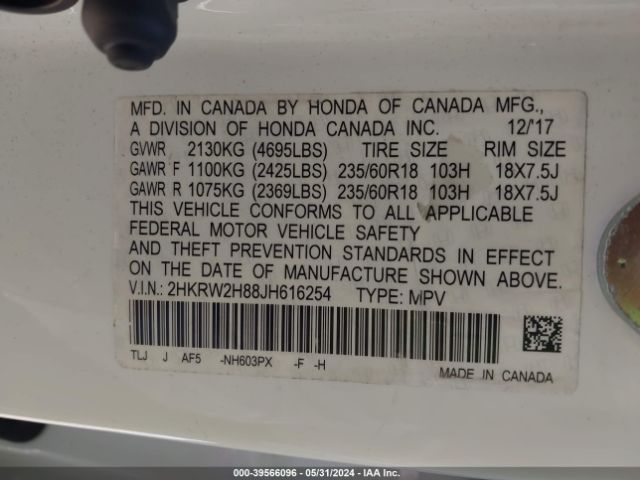 MFD. IN CANADA BY HONDA OF CANADA MFG.,
A DIVISION OF HONDA CANADA INC. 12/'17
GVWR 2130KG (4695LBS) TIRE SIZE RIM SIZE
GAWR F 1100KG (2425LBS) 235/60R18 103H 18X7.5J
GAWR R 1075KG (2369LBS) 235/60R18 103H 18X7.5J
THIS VEHICLE CONFORMS TO ALL APPLICABLE
FEDERAL MOTOR VEHICLE SAFETY
AND THEFT PREVENTION STANDARDS IN EFFECT
ON THE DATE OF MANUFACTURE SHOWN ABOVE.
V.I.N.: 2HKRW2H88JH616254 TYPE: MPV
TLJ J AF5 -NH603PX -F -H
MADE IN CANADA
000-39566096 - 05/31/2024 - IAA, Inc.